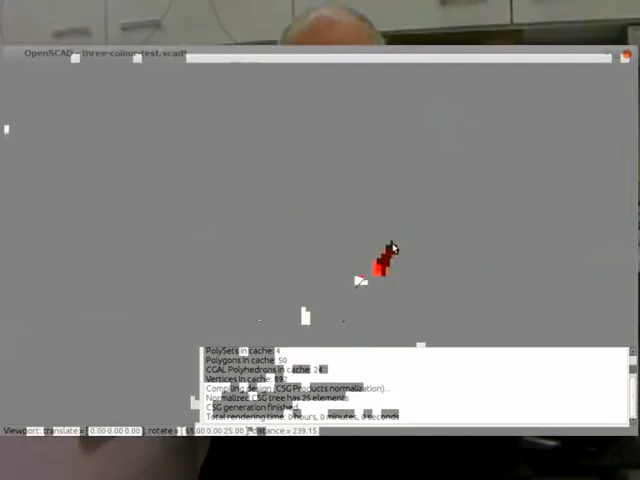 OpenSCAD - three-colour-test.scad*
PolySets in cache: 4
Polygons in cache: 50
CGAL Polyhedrons in cache: 24
Vertices in cache: 892
Compiling design (CSG Products normalization)...
Normalized CSG tree has 25 elements
CSG generation finished.
Total rendering time: 0 hours, 0 minutes, 0 seconds
Viewport: translate = [ 0.00 0.00 0.00 ], rotate = [ 55.00 0.00 25.00 ], distance = 239.15